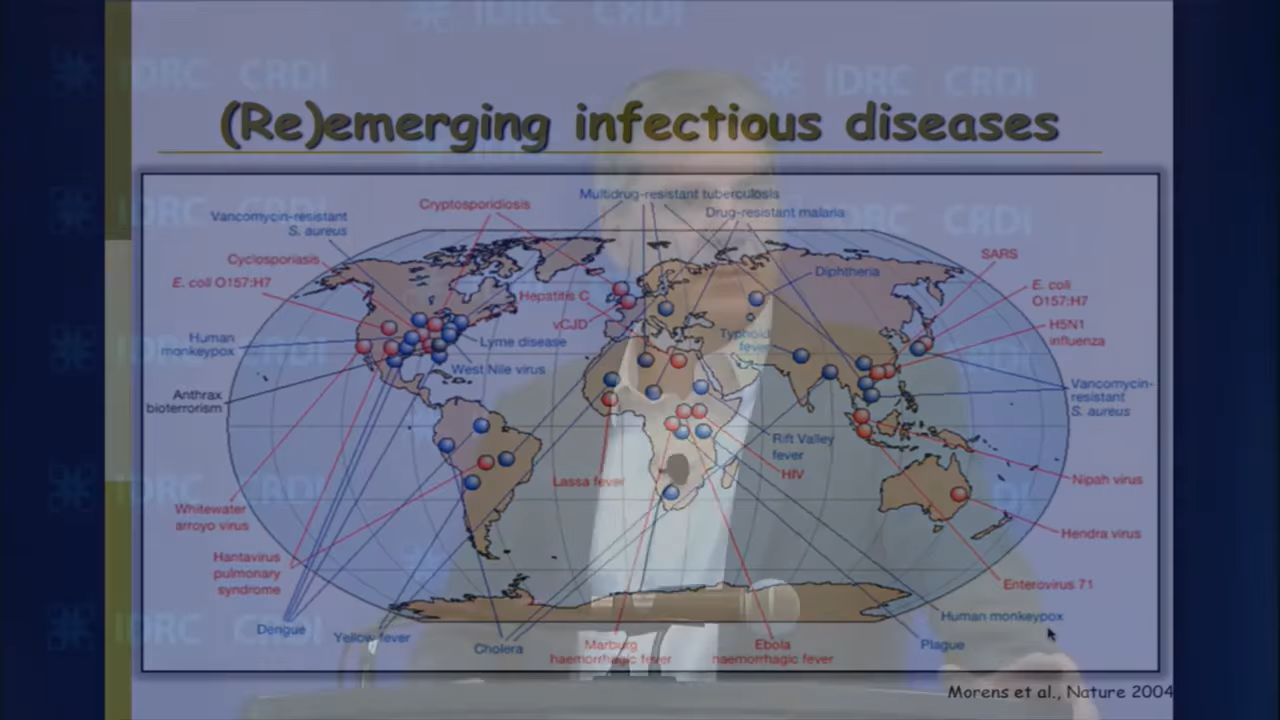 IDRC CRDI
IDRC CRDI
IDRC CRDI
(Re)emerging infectious diseases
Multidrug-resistant tuberculosis
Cryptosporidiosis
Drug-resistant malaria
Vancomycin-resistant
S. aureus
Cyclosporiasis
SARS
Diphtheria
E. coli O157:H7
E. coli
O157:H7
Hepatitis C
vCJD
H5N1
influenza
Typhoid
fever
Human
monkeypox
Lyme disease
West Nile virus
Vancomycin-
resistant
S. aureus
Anthrax
bioterrorism
Rift Valley
fever
HIV
Lassa fever
Nipah virus
Whitewater
arroyo virus
Hendra virus
Hantavirus
pulmonary
syndrome
Enterovirus 71
Human monkeypox
Dengue
Yellow fever
Cholera
Marburg
haemorrhagic fever
Ebola
haemorrhagic fever
Plague
Morens et al., Nature 2004